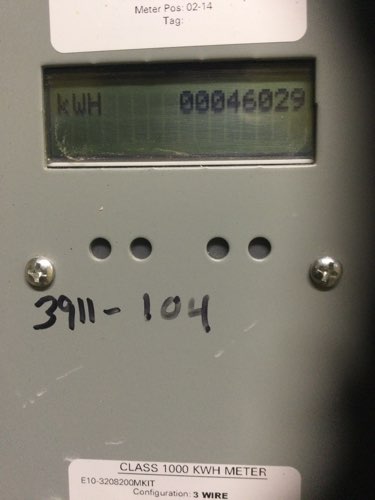 Meter Pos: 02-14
Tag:
kWH 00046029
3911-104
CLASS 1000 KWH METER
E10-3208200MKIT
Configuration: 3 WIRE